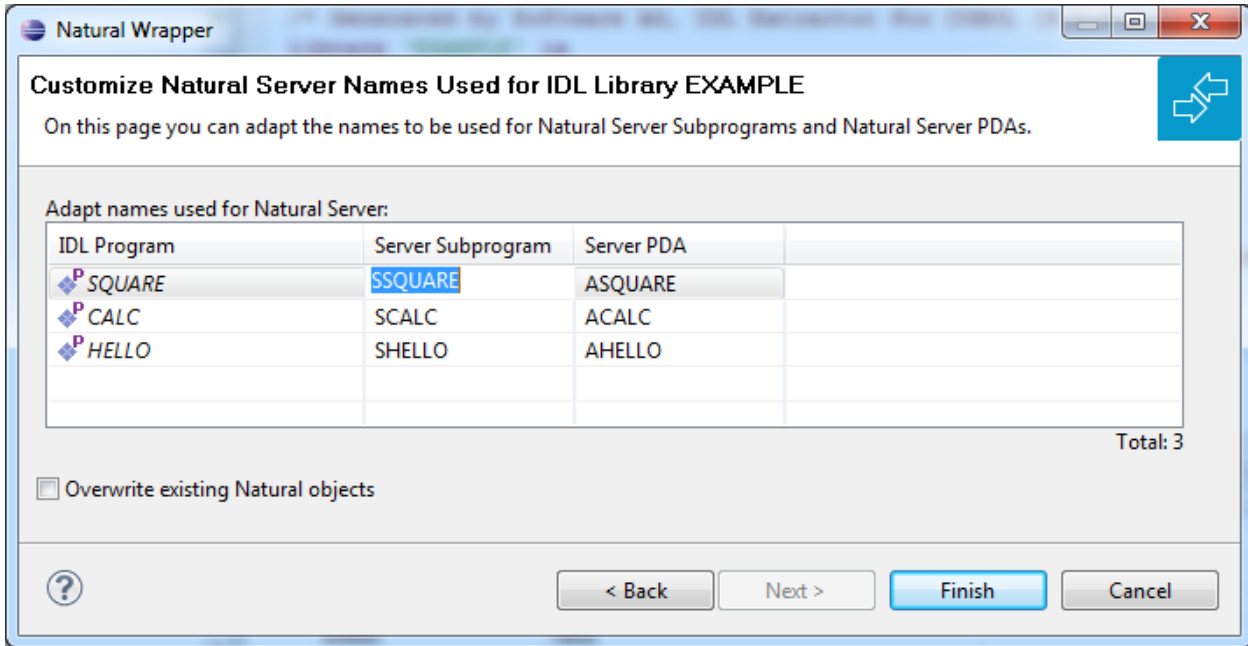 Natural Wrapper
Customize Natural Server Names Used for IDL Library EXAMPLE
On this page you can adapt the names to be used for Natural Server Subprograms and Natural Server PDAs.
Adapt names used for Natural Server:
IDL Program Server Subprogram Server PDA
P SQUARE SSQUARE ASQUARE
P CALC SCALC ACALC
P HELLO SHELLO AHELLO
Total: 3
Overwrite existing Natural objects
? < Back Next > Finish Cancel